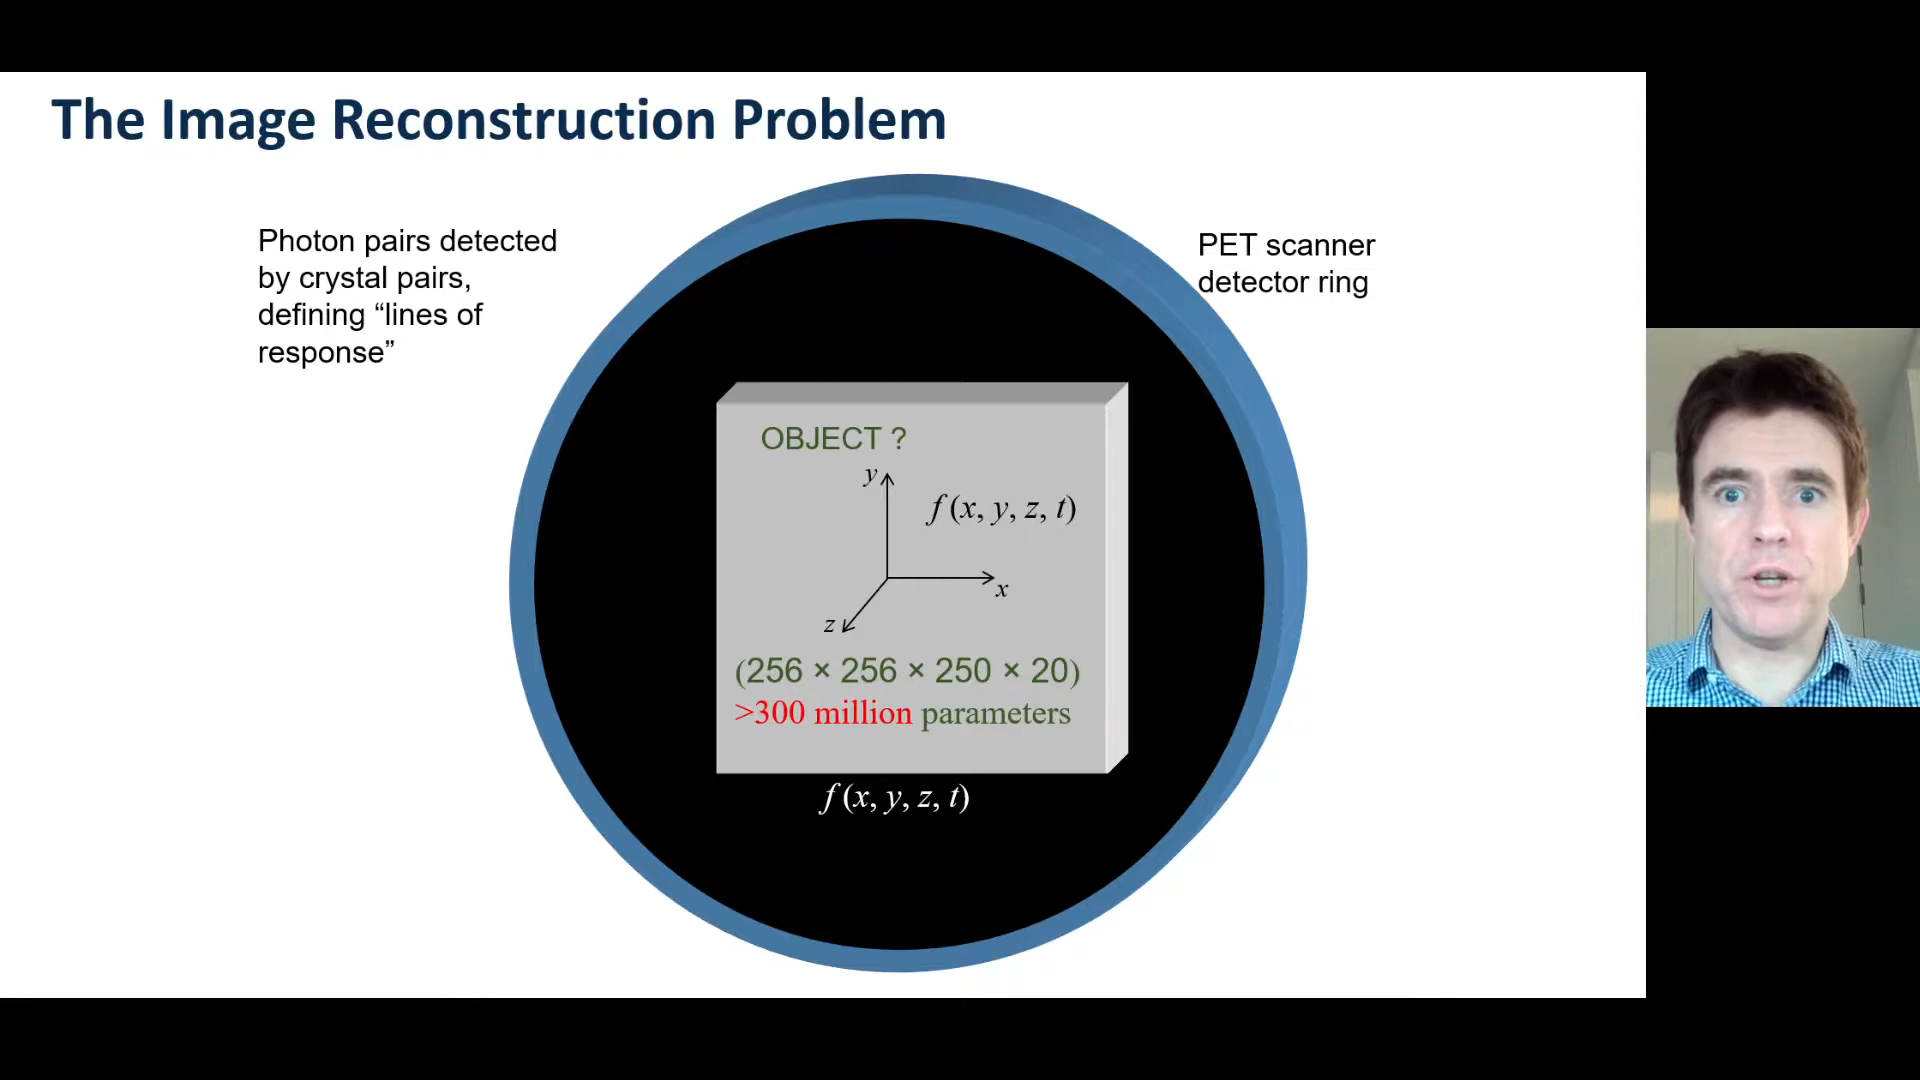 The Image Reconstruction Problem
Photon pairs detected
by crystal pairs,
defining “lines of
response”
PET scanner
detector ring
OBJECT ?
y
f (x, y, z, t)
x
z
(256 × 256 × 250 × 20)
>300 million parameters
f (x, y, z, t)